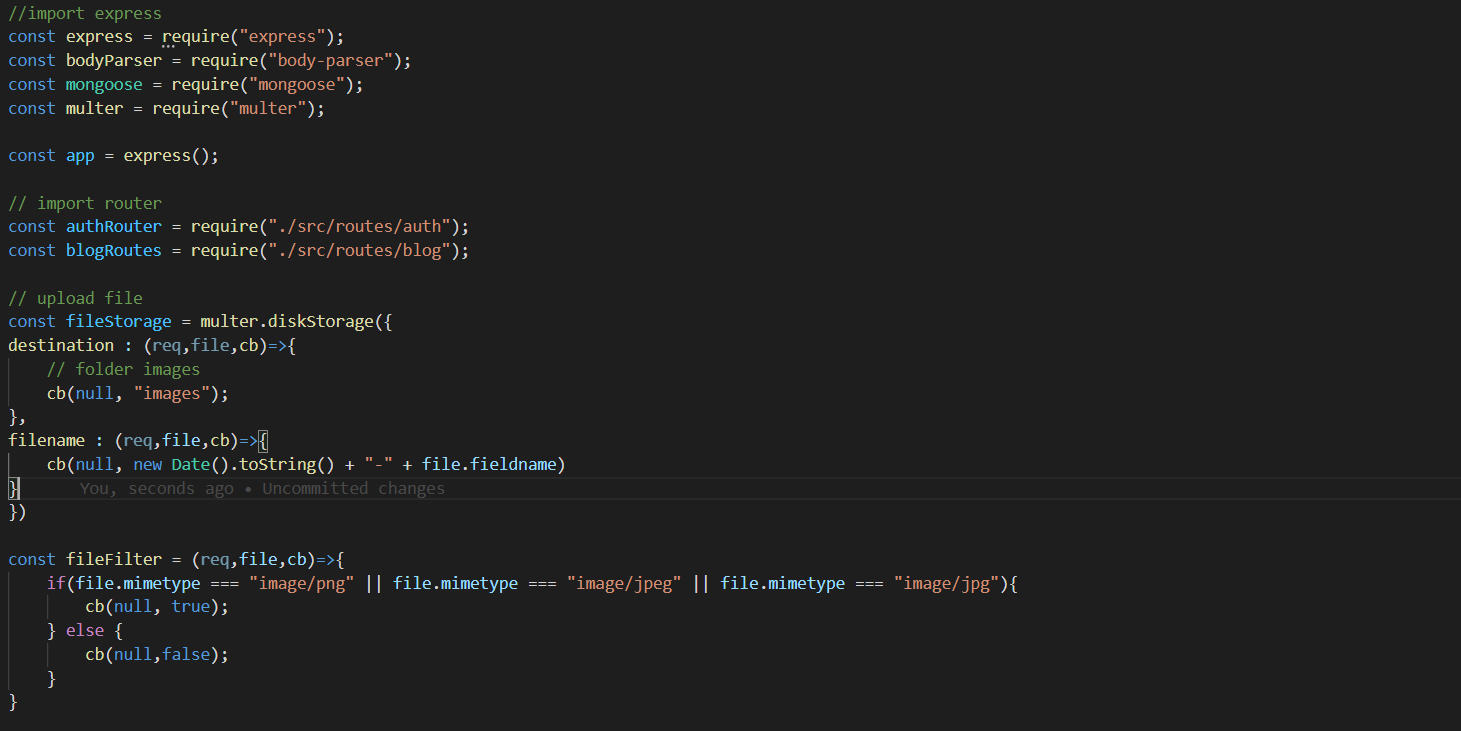 //import express
const express = require("express");
const bodyParser = require("body-parser");
const mongoose = require("mongoose");
const multer = require("multer");

const app = express();

// import router
const authRouter = require("./src/routes/auth");
const blogRoutes = require("./src/routes/blog");

// upload file
const fileStorage = multer.diskStorage({
destination : (req,file,cb)=>{
    // folder images
    cb(null, "images");
},
filename : (req,file,cb)=>{
    cb(null, new Date().toString() + "-" + file.fieldname)
}      You, seconds ago • Uncommitted changes
})

const fileFilter = (req,file,cb)=>{
    if(file.mimetype === "image/png" || file.mimetype === "image/jpeg" || file.mimetype === "image/jpg"){
        cb(null, true);
    } else {
        cb(null,false);
    }
}